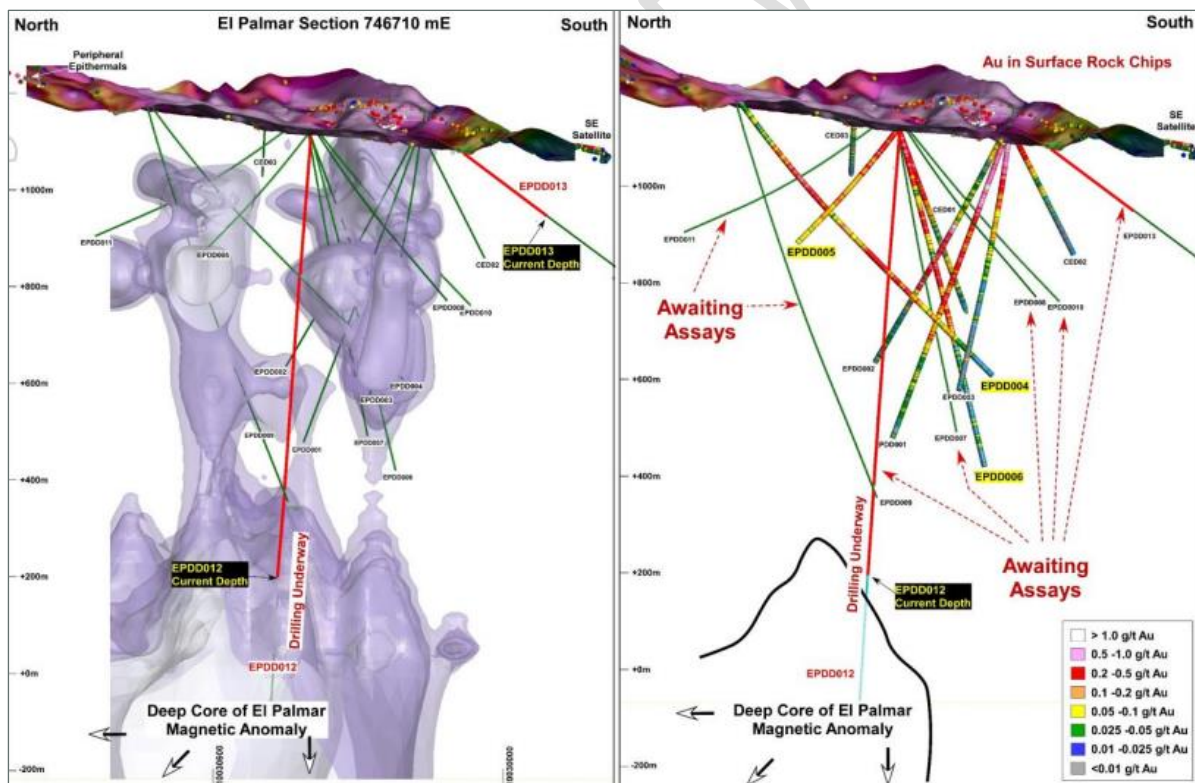 North
El Palmar Section 746710 mE
South
Peripheral
Epithermals
SE
Satellite
CED03
EPDD013
+1000m
EPDD011
EPDD005
EPDD013
Current Depth
CED02
+800m
EPDD008
EPDD010
+600m
EPDD002
EPDD004
EPDD003
EPDD009
EPDD001
EPDD007
EPDD006
+400m
+200m
EPDD012
Current Depth
Drilling Underway
+0m
EPDD012
Deep Core of El Palmar
Magnetic Anomaly
-200m
North
South
Au in Surface Rock Chips
SE
Satellite
CED03
+1000m
EPDD011
EPDD005
CED01
EPDD013
CED02
+800m
Awaiting
Assays
EPDD008
EPDD0010
+600m
EPDD002
EPDD004
EPDD003
PDD001
EPDD007
EPDD006
+400m
EPDD009
Awaiting
Assays
+200m
Drilling Underway
EPDD012
Current Depth
+0m
EPDD012
Deep Core of El Palmar
Magnetic Anomaly
-200m
> 1.0 g/t Au
0.5 -1.0 g/t Au
0.2 -0.5 g/t Au
0.1 -0.2 g/t Au
0.05 -0.1 g/t Au
0.025 -0.05 g/t Au
0.01 -0.025 g/t Au
<0.01 g/t Au